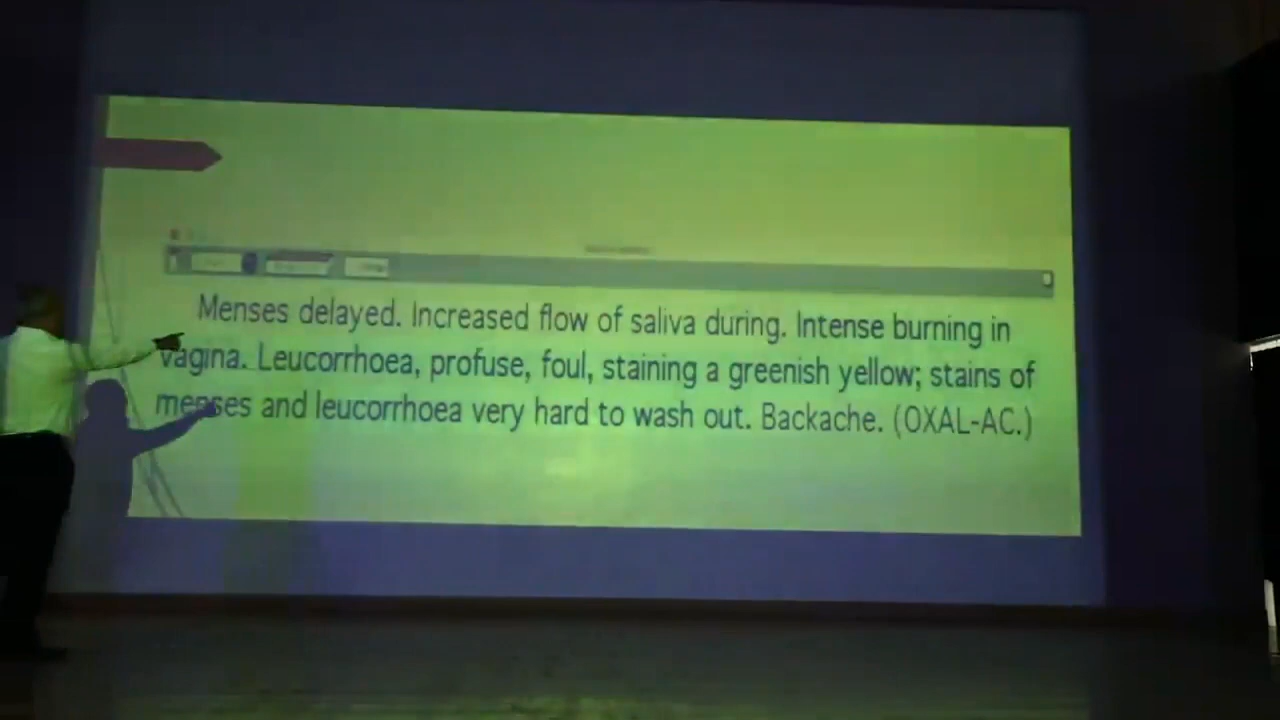 Menses delayed. Increased flow of saliva during. Intense burning in
vagina. Leucorrhoea, profuse, foul, staining a greenish yellow; stains of
menses and leucorrhoea very hard to wash out. Backache. (OXAL-AC.)